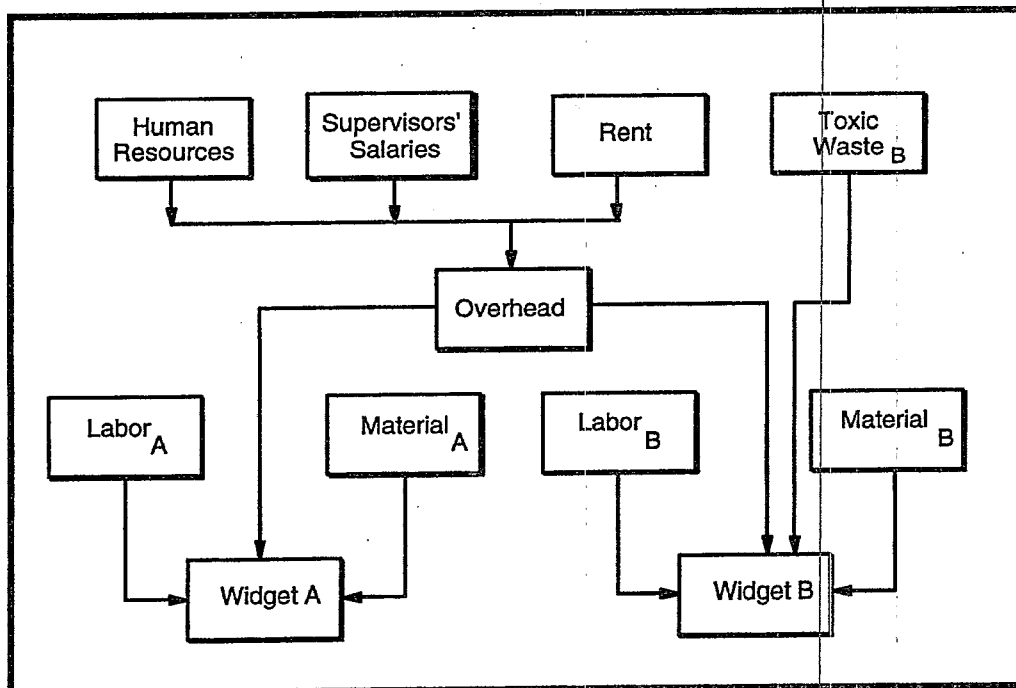 Human
Resources
Supervisors'
Salaries
Rent
Toxic
Waste B
Overhead
Labor A
Material A
Labor B
Material B
Widget A
Widget B